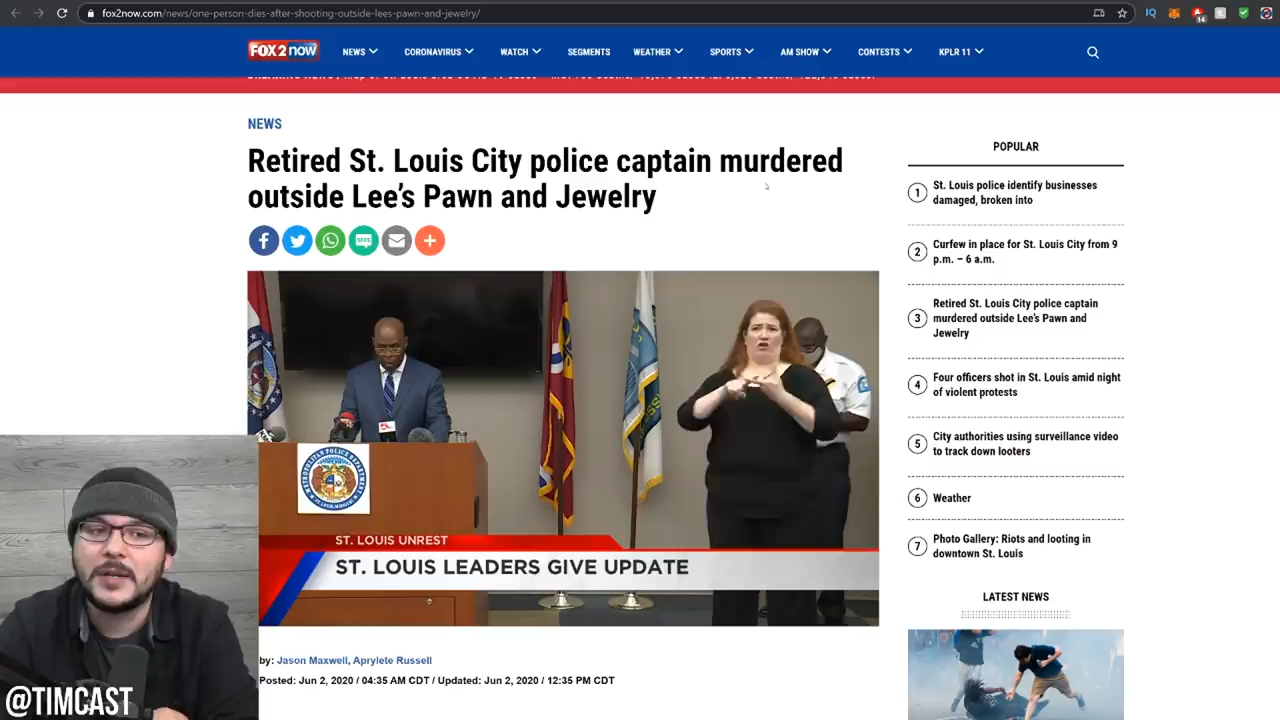 fox2now.com/news/one-person-dies-after-shooting-outside-lees-pawn-and-jewelry/
14
FOX 2 now
NEWS
CORONAVIRUS
WATCH
SEGMENTS
WEATHER
SPORTS
AM SHOW
CONTESTS
KPLR 11
NEWS
Retired St. Louis City police captain murdered
outside Lee's Pawn and Jewelry
SMS
ST. LOUIS UNREST
ST. LOUIS LEADERS GIVE UPDATE
by: Jason Maxwell, Aprylete Russell
Posted: Jun 2, 2020 / 04:35 AM CDT / Updated: Jun 2, 2020 / 12:35 PM CDT
@TIMCAST
POPULAR
1 St. Louis police identify businesses
damaged, broken into
2 Curfew in place for St. Louis City from 9
p.m. – 6 a.m.
3 Retired St. Louis City police captain
murdered outside Lee's Pawn and
Jewelry
4 Four officers shot in St. Louis amid night
of violent protests
5 City authorities using surveillance video
to track down looters
6 Weather
7 Photo Gallery: Riots and looting in
downtown St. Louis
LATEST NEWS